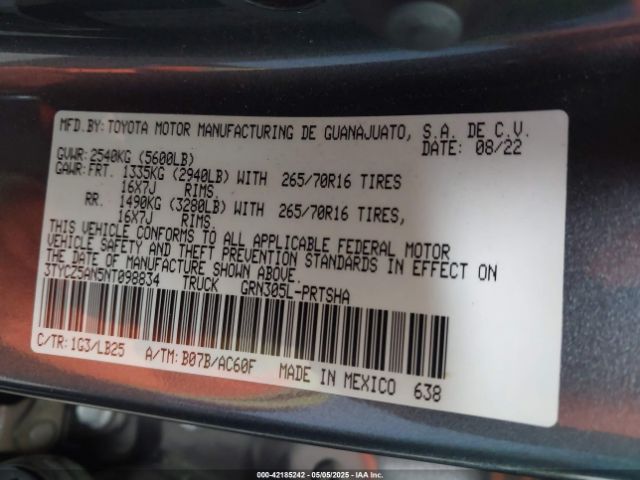 MFD.BY:TOYOTA MOTOR MANUFACTURING DE GUANAJUATO, S.A. DE C.V.
DATE: 08/22
GVWR:2540KG (5600LB)
GAWR:FRT. 1335KG (2940LB) WITH 265/70R16 TIRES
16X7J RIMS.
RR. 1490KG (3280LB) WITH 265/70R16 TIRES,
16X7J RIMS.
THIS VEHICLE CONFORMS TO ALL APPLICABLE FEDERAL MOTOR
VEHICLE SAFETY AND THEFT PREVENTION STANDARDS IN EFFECT ON
THE DATE OF MANUFACTURE SHOWN ABOVE.
3TYCZ5AN5NT098834 TRUCK GRN305L-PRTSHA
C/TR:1G3/LB25 A/TM:B07B/AC60F MADE IN MEXICO 638
000-42185242 - 05/05/2025 - IAAI.COM